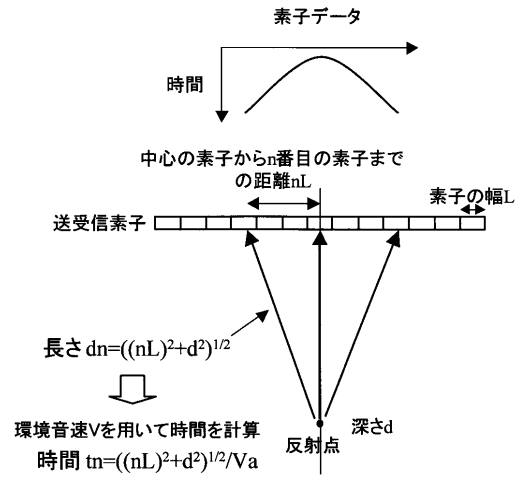 素子データ
時間
中心の素子からn番目の素子まで
の距離nL
素子の幅L
送受信素子
長さdn=((nL)²+d²)^1/2
環境音速Vを用いて時間を計算
時間 tn=((nL)²+d²)^1/2/Va
深さd
反射点